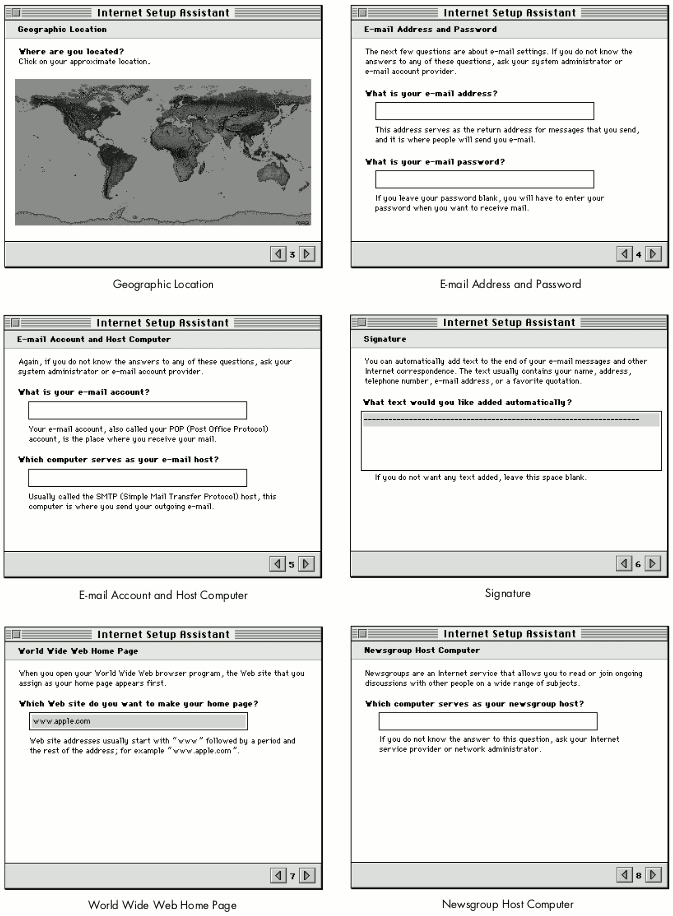 Internet Setup Assistant
Geographic Location
Where are you located?
Click on your approximate location.
3
Geographic Location
Internet Setup Assistant
E-mail Address and Password
The next few questions are about e-mail settings. If you do not know the
answers to any of these questions, ask your system administrator or
e-mail account provider.
What is your e-mail address?
This address serves as the return address for messages that you send,
and it is where people will send you e-mail.
What is your e-mail password?
If you leave your password blank, you will have to enter your
password when you want to receive mail.
4
E-mail Address and Password
Internet Setup Assistant
E-mail Account and Host Computer
Again, if you do not know the answers to any of these questions, ask your
system administrator or e-mail account provider.
What is your e-mail account?
Your e-mail account, also called your POP (Post Office Protocol)
account, is the place where you receive your mail.
Which computer serves as your e-mail host?
Usually called the SMTP (Simple Mail Transfer Protocol) host, this
computer is where you send your outgoing e-mail.
5
E-mail Account and Host Computer
Internet Setup Assistant
Signature
You can automatically add text to the end of your e-mail messages and other
Internet correspondence. The text usually contains your name, address,
telephone number, e-mail address, or a favorite quotation.
What text would you like added automatically?
If you do not want any text added, leave this space blank.
6
Signature
Internet Setup Assistant
World Wide Web Home Page
When you open your World Wide Web browser program, the Web site that you
assign as your home page appears first.
Which Web site do you want to make your home page?
www.apple.com
Web site addresses usually start with "www" followed by a period and
the rest of the address; for example "www.apple.com".
7
World Wide Web Home Page
Internet Setup Assistant
Newsgroup Host Computer
Newsgroups are an Internet service that allows you to read or join ongoing
discussions with other people on a wide range of subjects.
Which computer serves as your newsgroup host?
If you do not know the answer to this question, ask your Internet
service provider or network administrator.
8
Newsgroup Host Computer